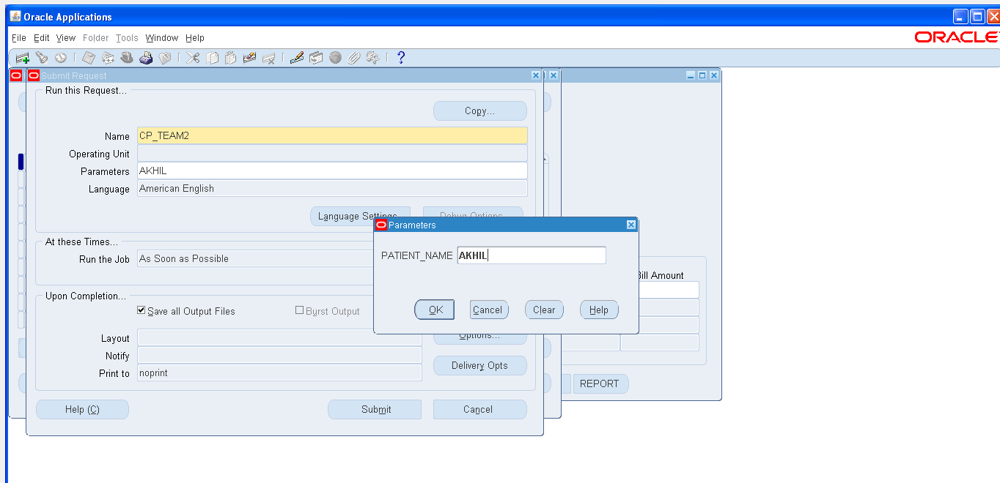 Oracle Applications
File Edit View Folder Tools Window Help
ORACLE
Submit Request
Run this Request...
Copy...
Name CP_TEAM2
Operating Unit
Parameters AKHIL
Language American English
Language Settings Debug Options
Parameters
At these Times...
Run the Job As Soon as Possible
PATIENT_NAME AKHIL
Bill Amount
Upon Completion...
Save all Output Files Burst Output
OK Cancel Clear Help
Layout Options...
Notify
Delivery Opts
Print to noprint
REPORT
Help (C) Submit Cancel